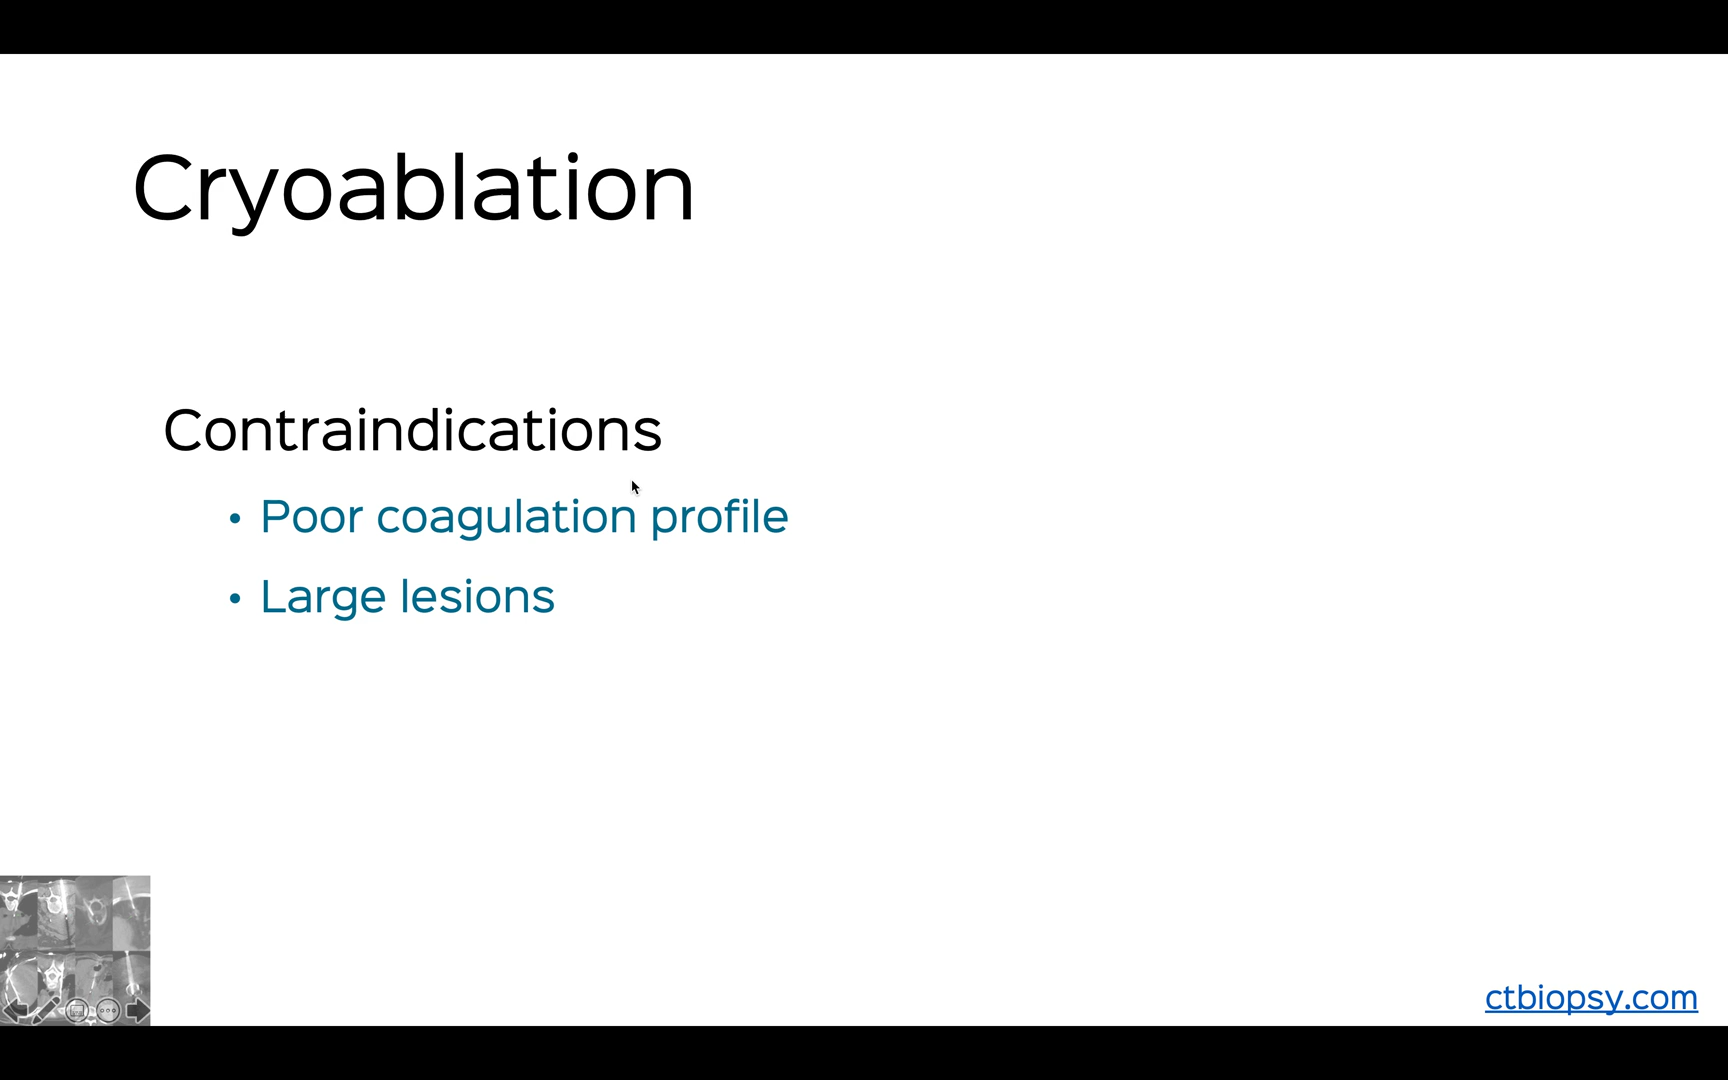 Cryoablation
Contraindications
• Poor coagulation profile
• Large lesions
ctbiopsy.com